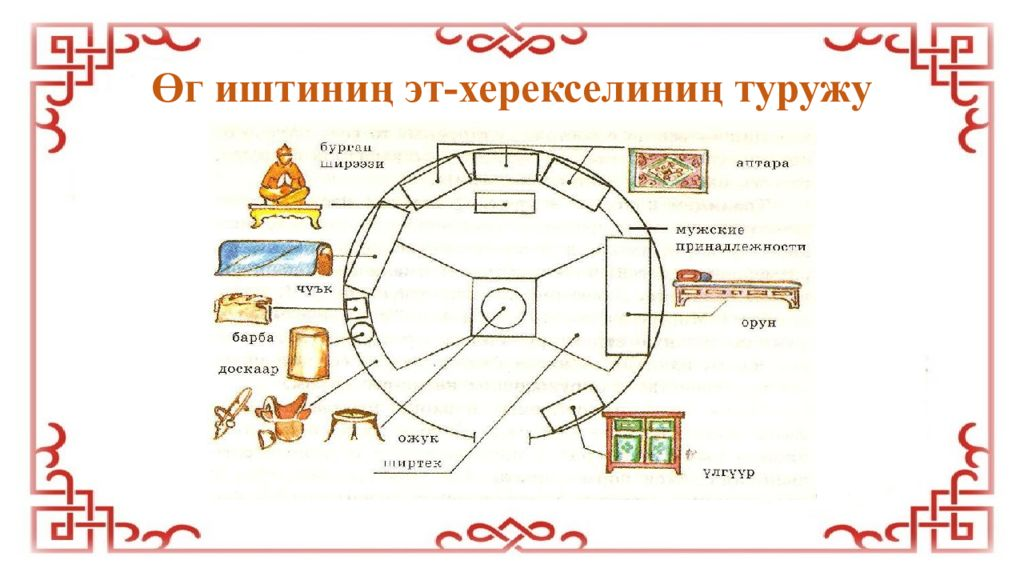 Өг иштиниң эт-херекселиниң туружу
бурган
ширээзи
аптара
мужские
принадлежности
чүък
орун
барба
доскаар
ожук
ширтек
үлгүүр